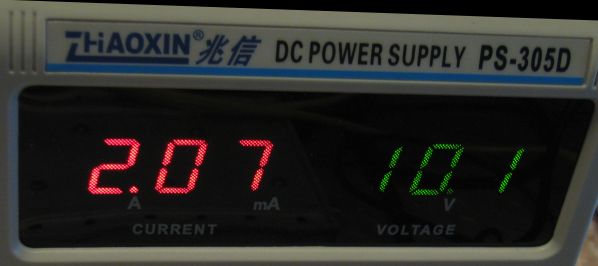 ZHAOXIN® 兆信 DC POWER SUPPLY PS-305D
2.07 10.1
A mA V
CURRENT VOLTAGE